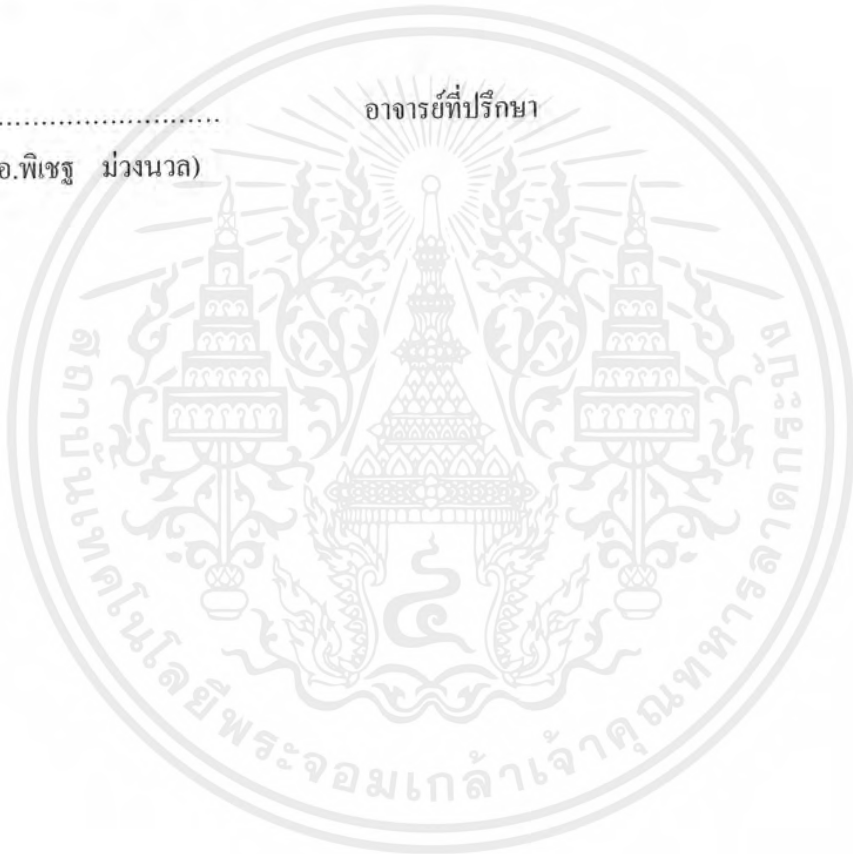 ........................... อาจารย์ที่ปรึกษา
อ.พิเชฐ ม่วงนวล)
สถาบันเทคโนโลยีพระจอมเกล้าเจ้าคุณทหารลาดกระบัง